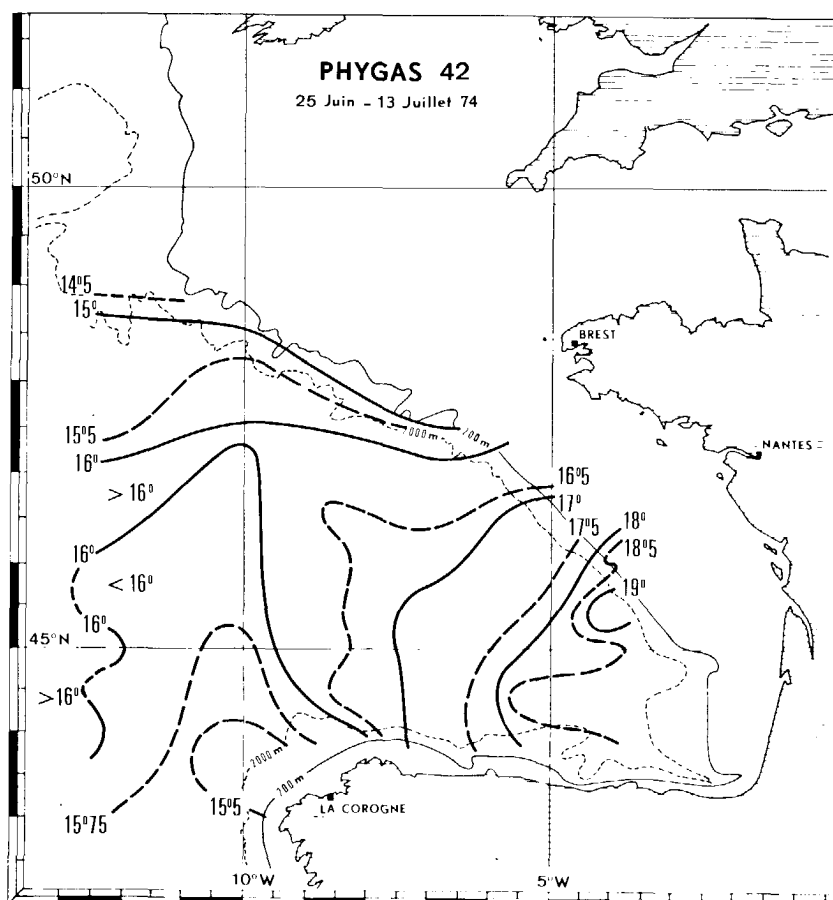 PHYGAS 42
25 Juin - 13 Juillet 74
50°N
14°5
15°
BREST
15°5
200 m
2000 m
NANTES
16°
> 16°
16°5
17°
17°5
18°
18°5
16°
< 16°
19°
16°
45°N
> 16°
2000 m
200 m
15°5
LA COROGNE
15°75
10°W
5°W